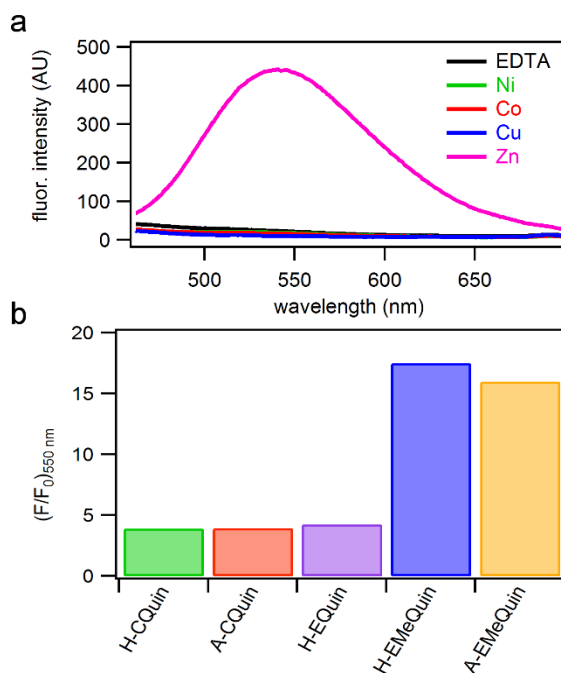 a
500
400
300
200
100
0
fluor. intensity (AU)
EDTA
Ni
Co
Cu
Zn
500 550 600 650
wavelength (nm)
b
20
15
10
5
0
(F/F0)550 nm
H-CQuin
A-CQuin
H-EQuin
H-EMeQuin
A-EMeQuin